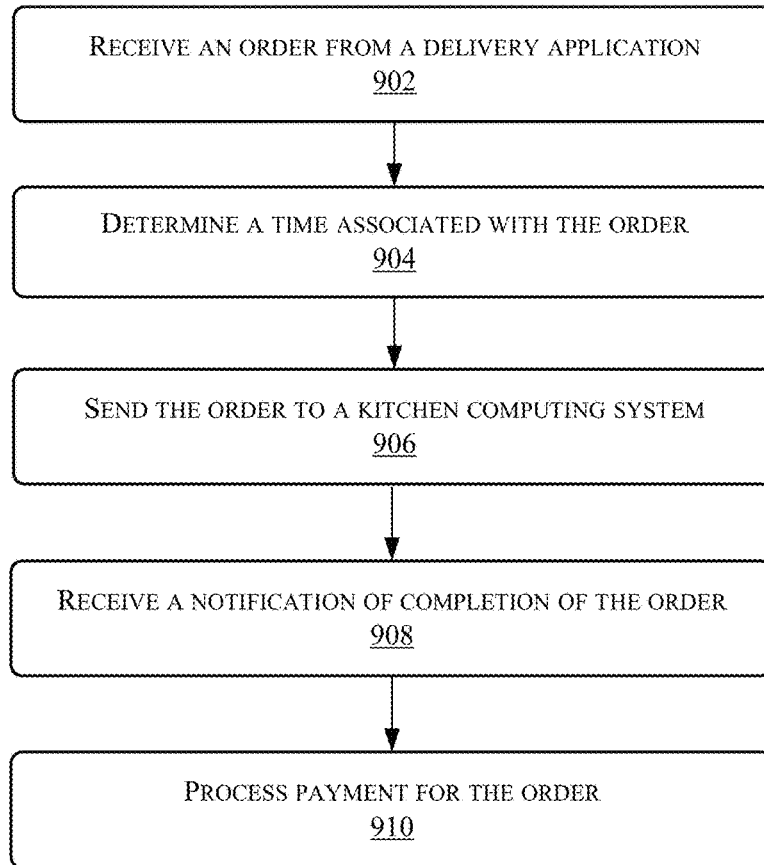 RECEIVE AN ORDER FROM A DELIVERY APPLICATION
902
DETERMINE A TIME ASSOCIATED WITH THE ORDER
904
SEND THE ORDER TO A KITCHEN COMPUTING SYSTEM
906
RECEIVE A NOTIFICATION OF COMPLETION OF THE ORDER
908
PROCESS PAYMENT FOR THE ORDER
910